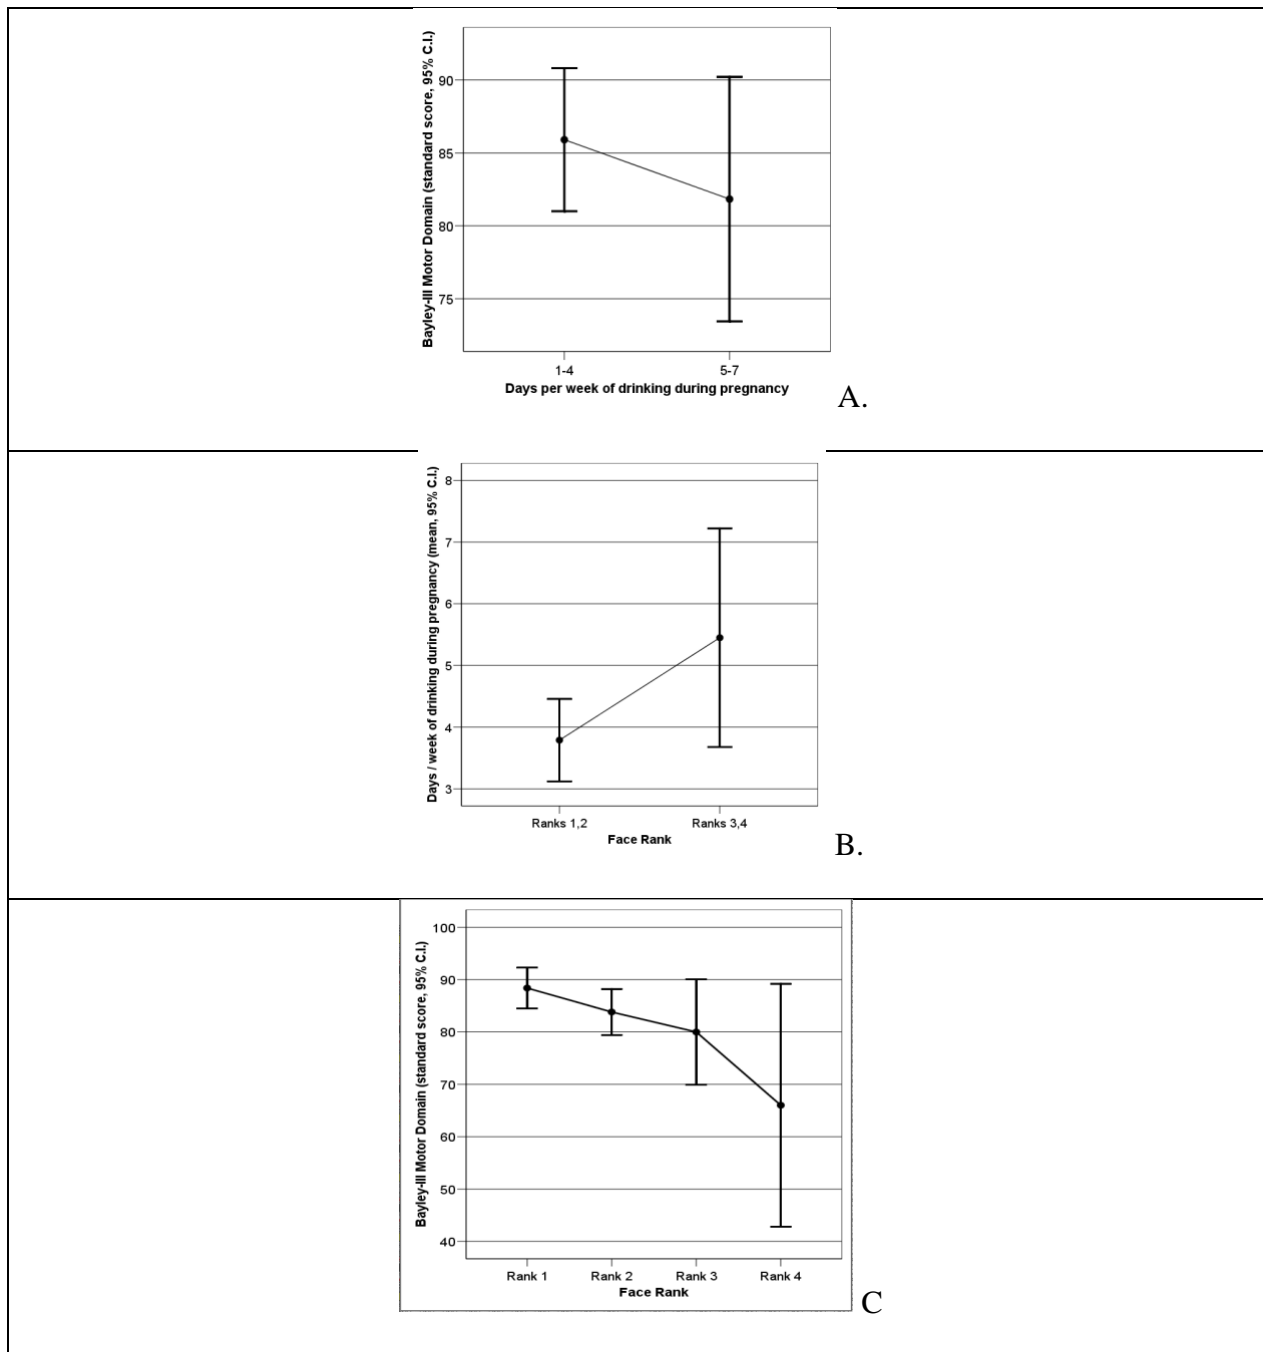 Bayley-III Motor Domain (standard score, 95% C.I.)
90
85
80
75
1-4
5-7
Days per week of drinking during pregnancy
A.
Days / week of drinking during pregnancy (mean, 95% C.I.)
8
7
6
5
4
3
Ranks 1,2
Ranks 3,4
Face Rank
B.
Bayley-III Motor Domain (standard score, 95% C.I.)
100
90
80
70
60
50
40
Rank 1
Rank 2
Rank 3
Rank 4
Face Rank
C